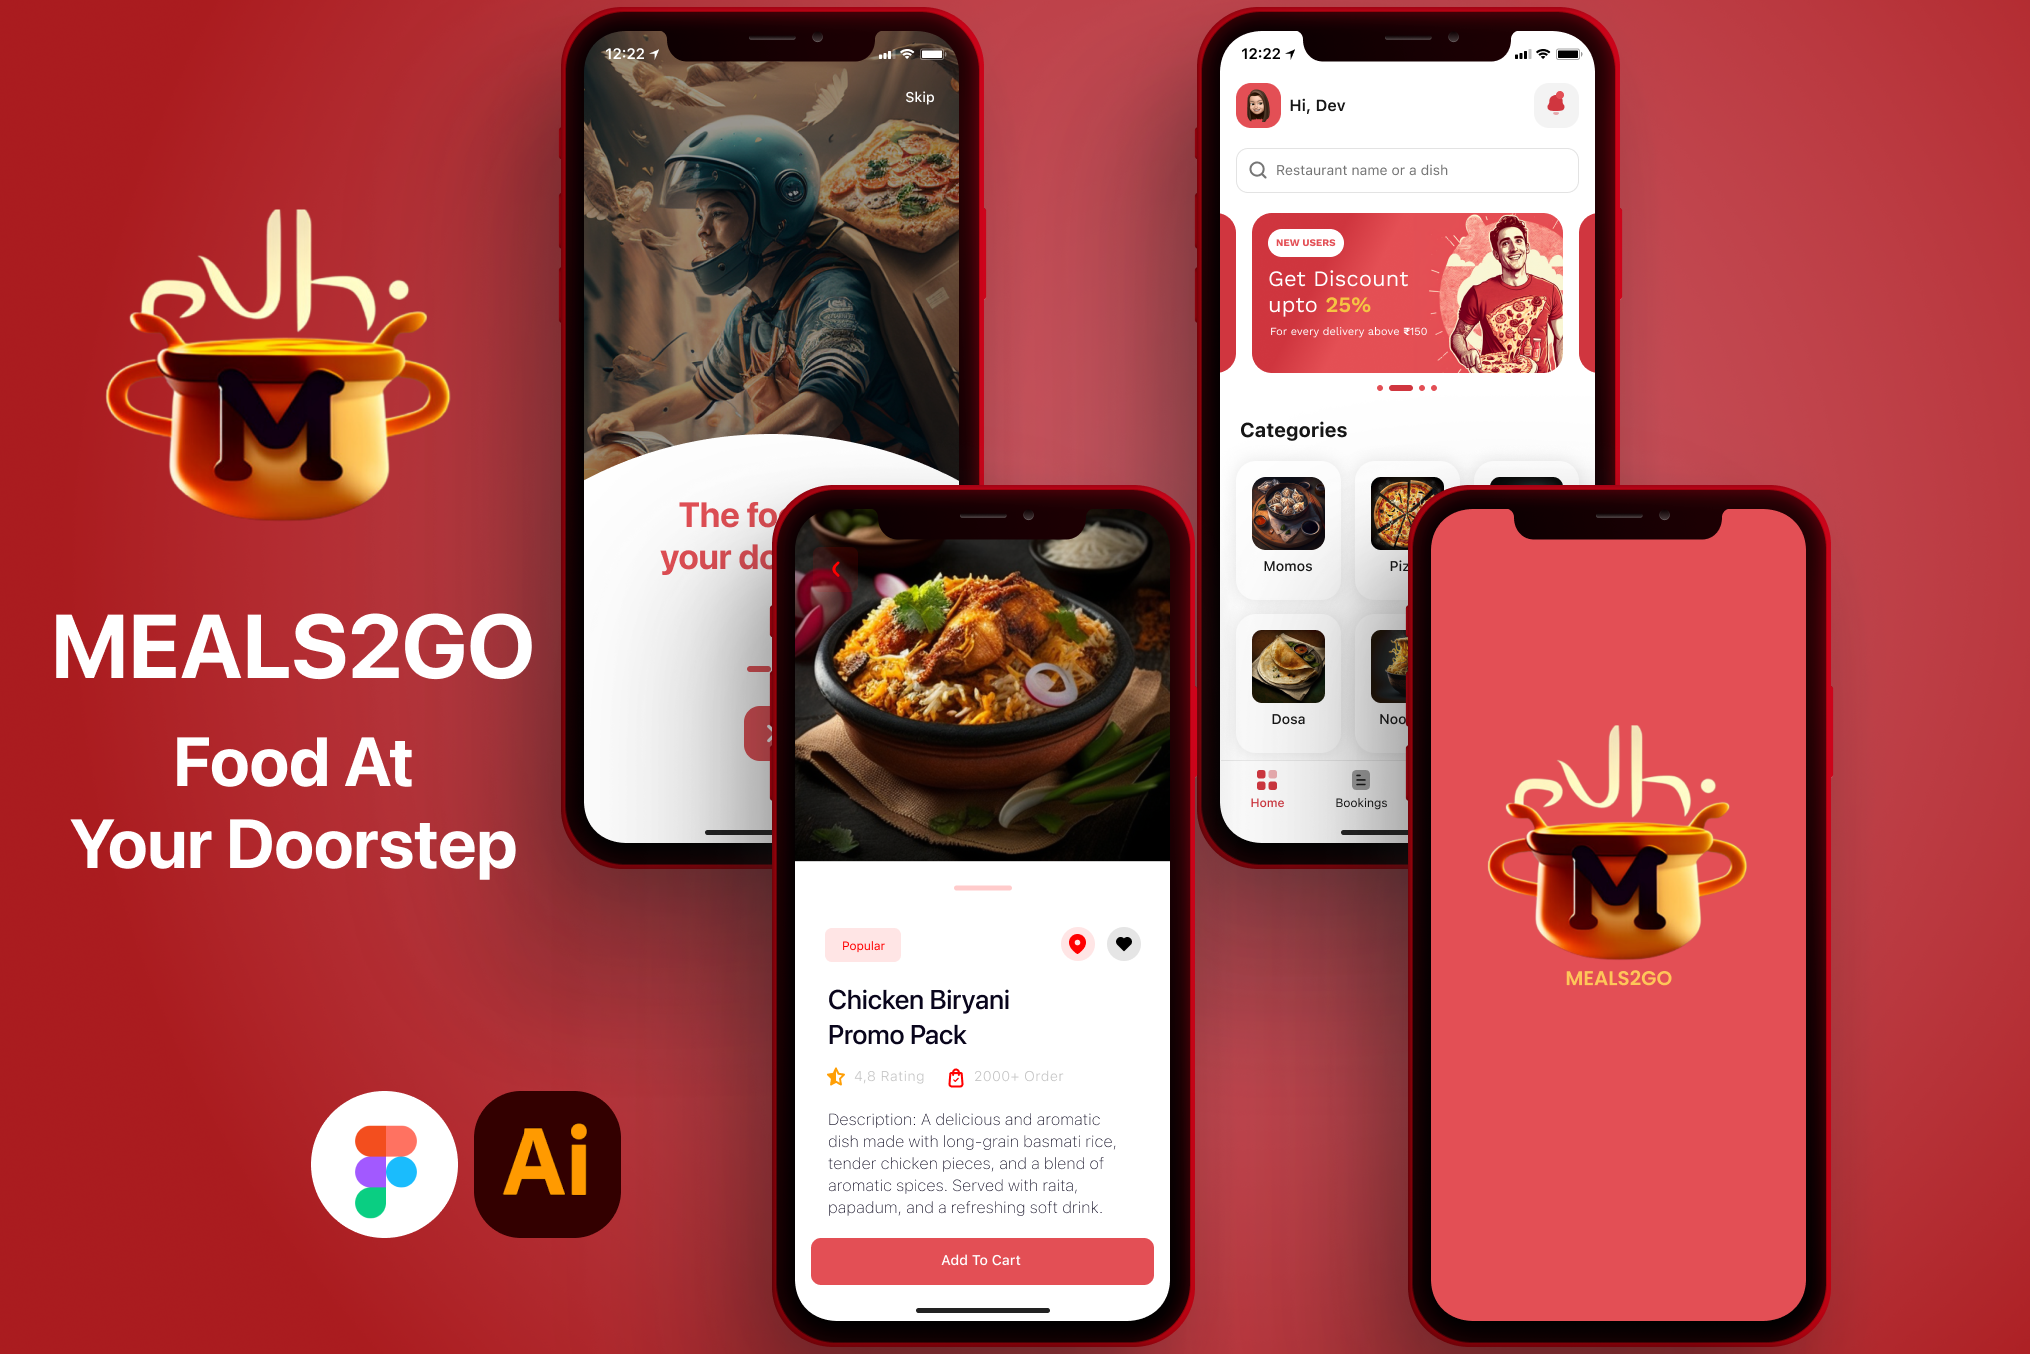 M
MEALS2GO
Food At
Your Doorstep
Ai
12:22
Skip
The fo
your do
Popular
Chicken Biryani
Promo Pack
4,8 Rating
2000+ Order
Description: A delicious and aromatic
dish made with long-grain basmati rice,
tender chicken pieces, and a blend of
aromatic spices. Served with raita,
papadum, and a refreshing soft drink.
Add To Cart
12:22
Hi, Dev
Restaurant name or a dish
NEW USERS
Get Discount
upto 25%
For every delivery above ₹150
Categories
Momos
Piz
Dosa
Noo
Home
Bookings
M
MEALS2GO